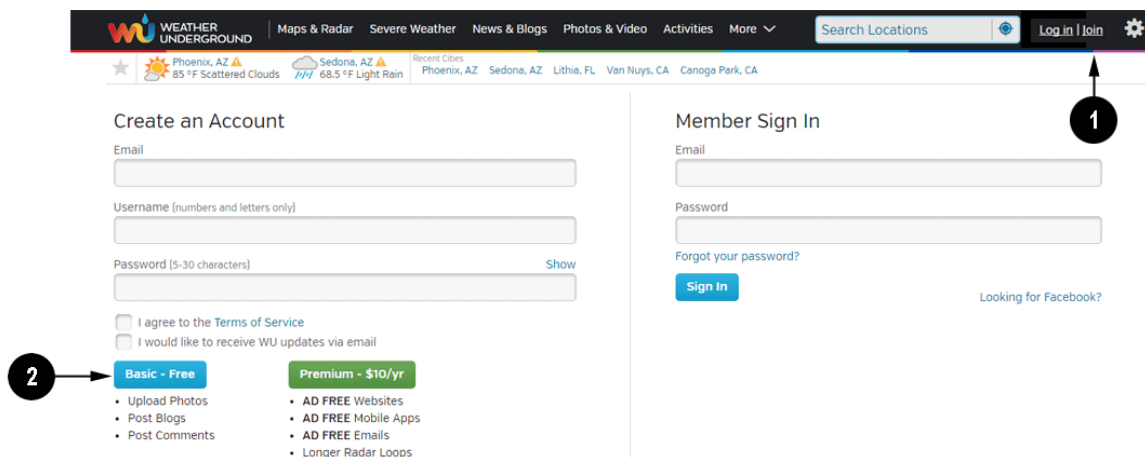 WEATHER
UNDERGROUND
Maps & Radar Severe Weather News & Blogs Photos & Video Activities More
Search Locations
Log in | Join
Phoenix, AZ
85 °F Scattered Clouds
Sedona, AZ
68.5 °F Light Rain
Recent Cities
Phoenix, AZ Sedona, AZ Lithia, FL Van Nuys, CA Canoga Park, CA
1
Create an Account
Email
Username (numbers and letters only)
Password (5-30 characters) Show
I agree to the Terms of Service
I would like to receive WU updates via email
2
Basic - Free
• Upload Photos
• Post Blogs
• Post Comments
Premium - $10/yr
• AD FREE Websites
• AD FREE Mobile Apps
• AD FREE Emails
• Longer Radar Loops
Member Sign In
Email
Password
Forgot your password?
Sign In
Looking for Facebook?